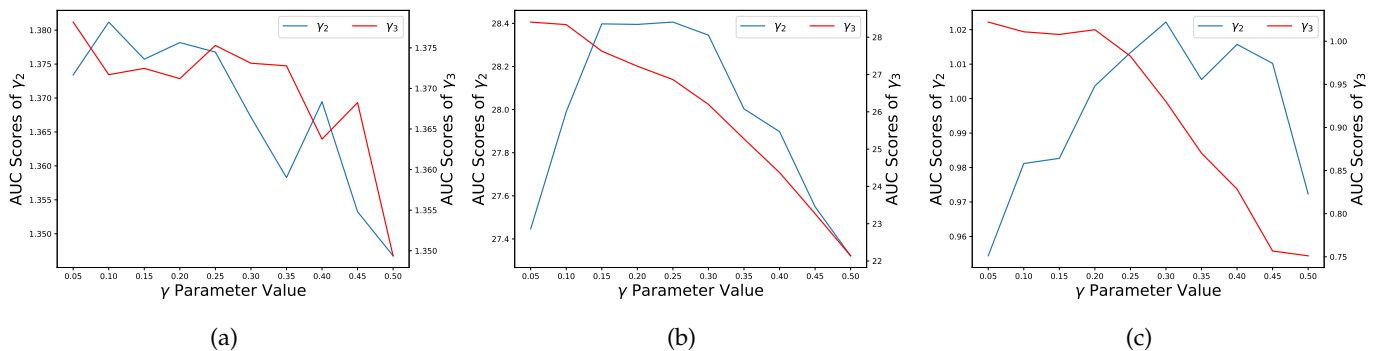 γ2 γ3
1.380
1.375
1.370
1.365
1.360
1.355
1.350
AUC Scores of γ2
1.375
1.370
1.365
1.360
1.355
1.350
AUC Scores of γ3
0.05 0.10 0.15 0.20 0.25 0.30 0.35 0.40 0.45 0.50
γ Parameter Value
(a)
γ2 γ3
28.4
28.2
28.0
27.8
27.6
27.4
AUC Scores of γ2
28
27
26
25
24
23
22
AUC Scores of γ3
0.05 0.10 0.15 0.20 0.25 0.30 0.35 0.40 0.45 0.50
γ Parameter Value
(b)
γ2 γ3
1.02
1.01
1.00
0.99
0.98
0.97
0.96
AUC Scores of γ2
1.00
0.95
0.90
0.85
0.80
0.75
AUC Scores of γ3
0.05 0.10 0.15 0.20 0.25 0.30 0.35 0.40 0.45 0.50
γ Parameter Value
(c)